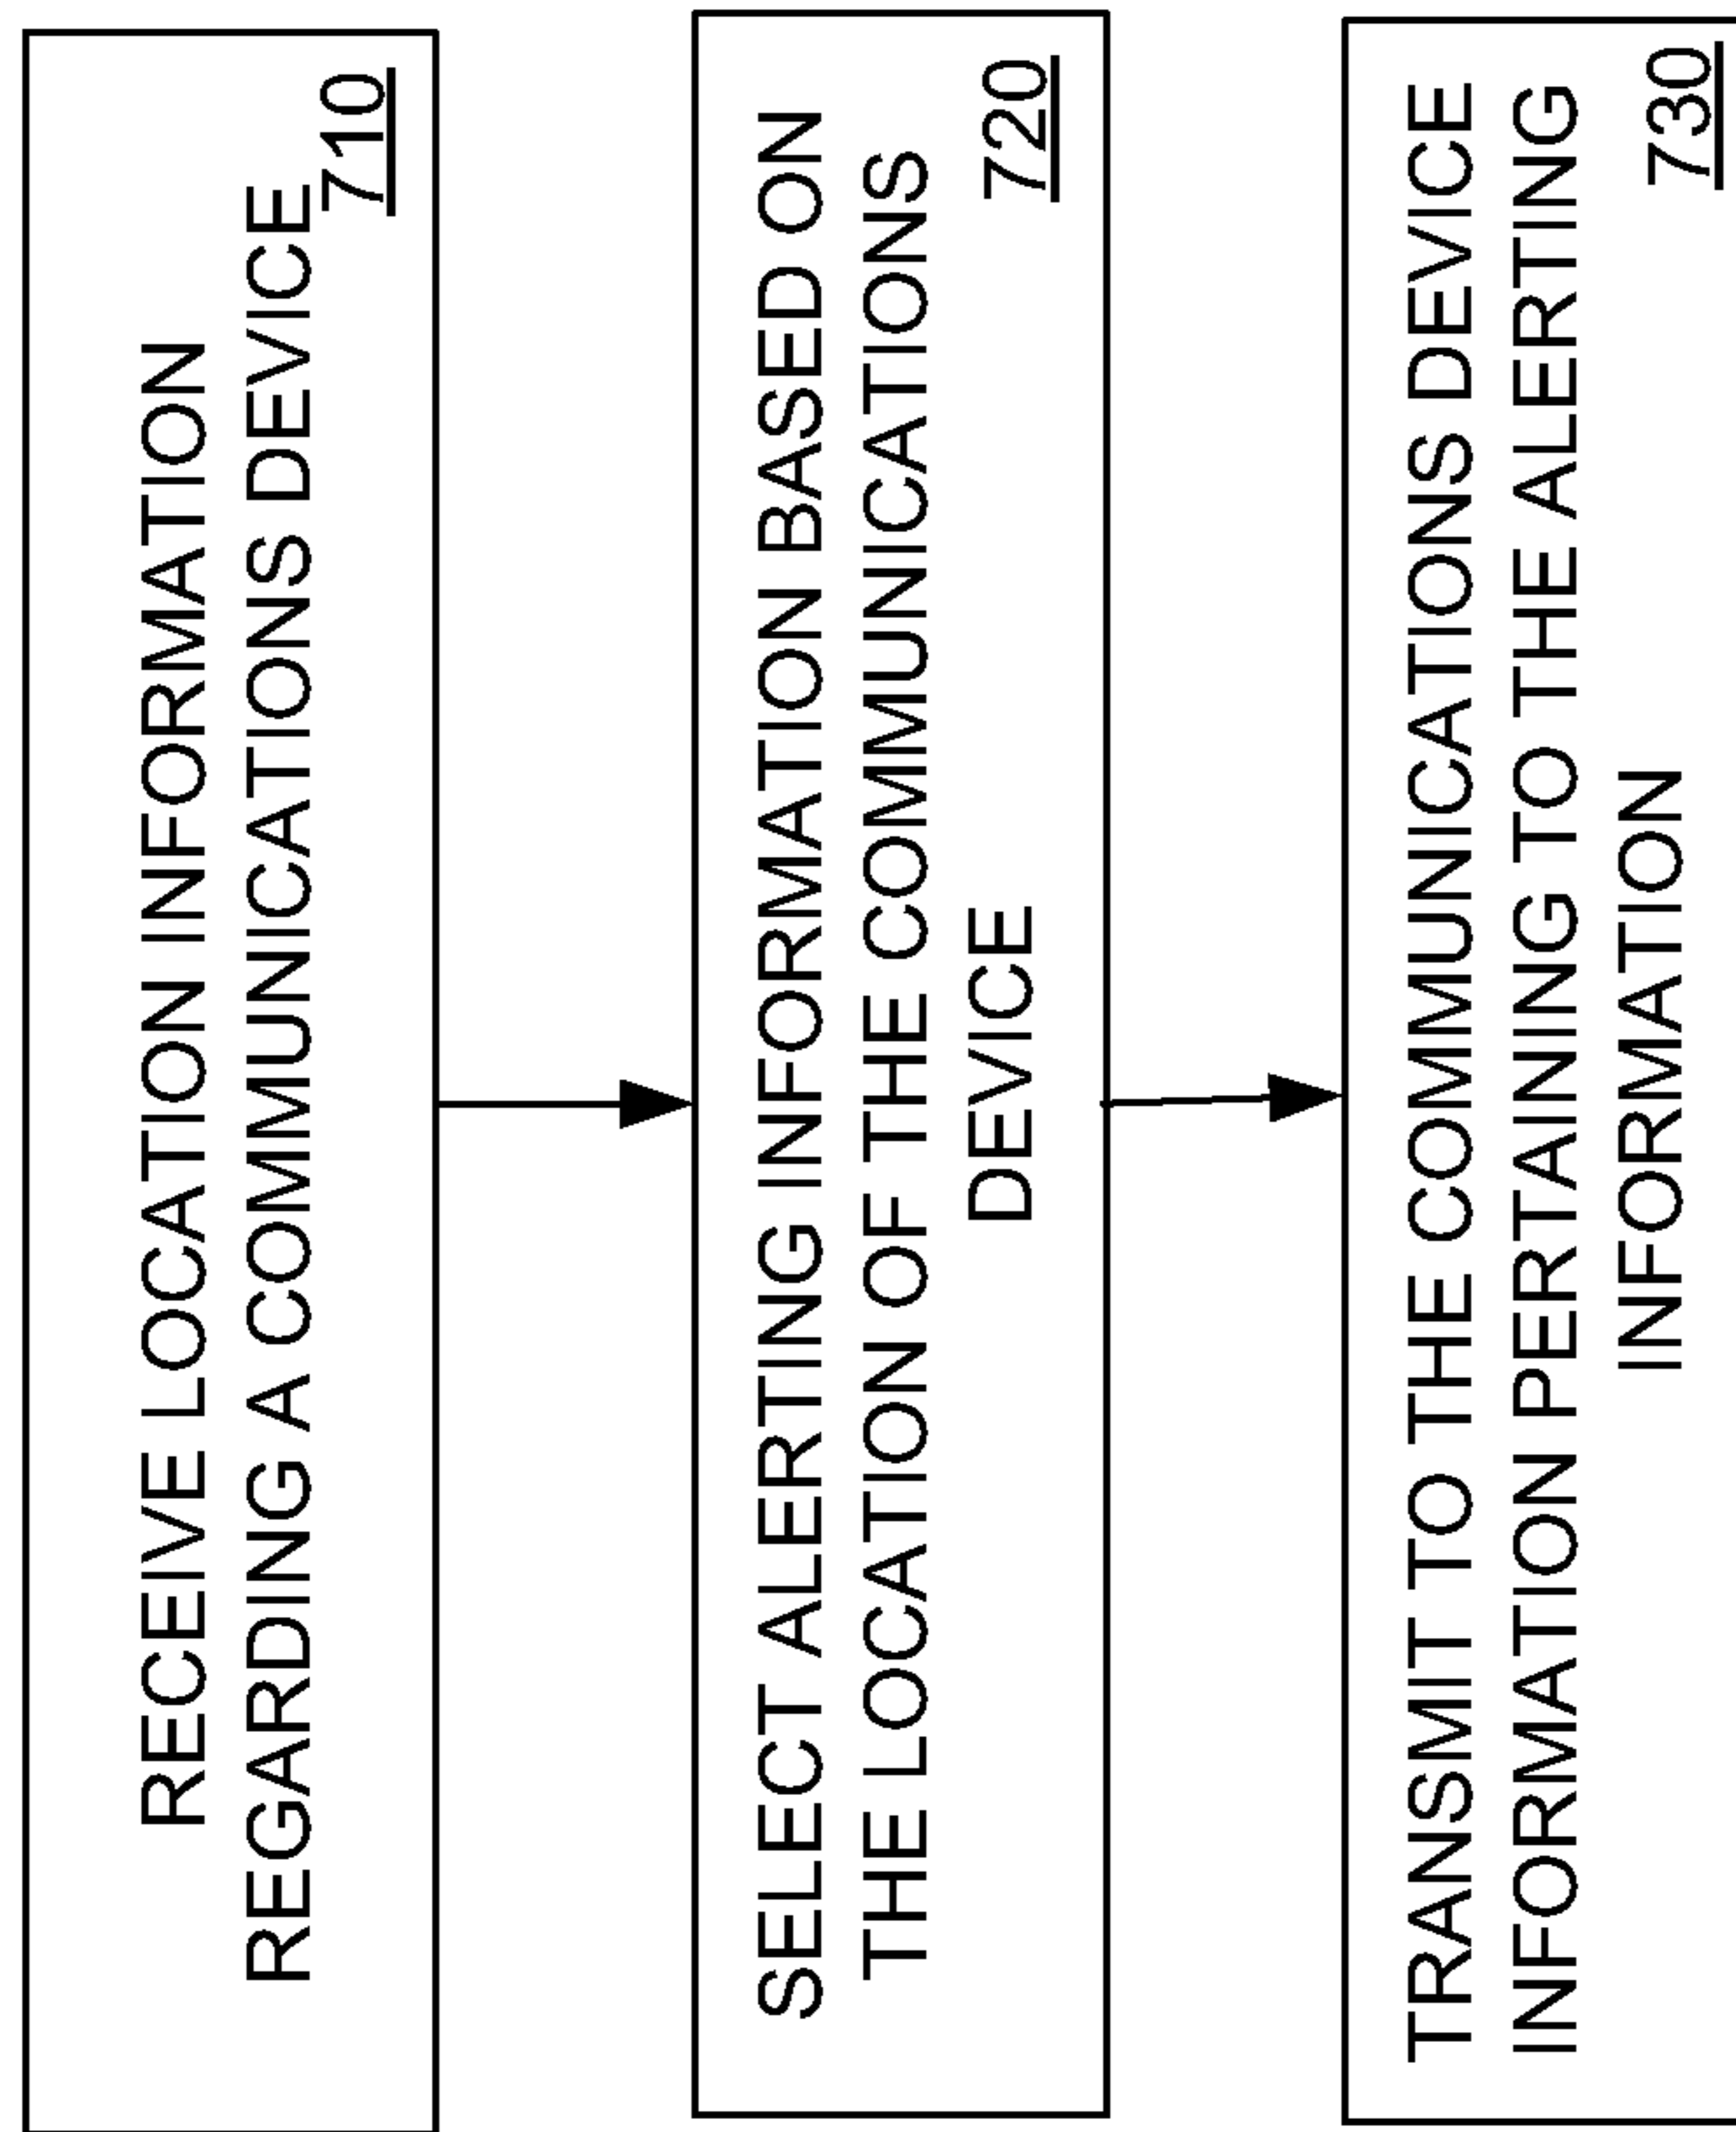 RECEIVE LOCATION INFORMATION
REGARDING A COMMUNICATIONS DEVICE
710
SELECT ALERTING INFORMATION BASED ON
THE LOCATION OF THE COMMUNICATIONS
DEVICE
720
TRANSMIT TO THE COMMUNICATIONS DEVICE
INFORMATION PERTAINING TO THE ALERTING
INFORMATION
730